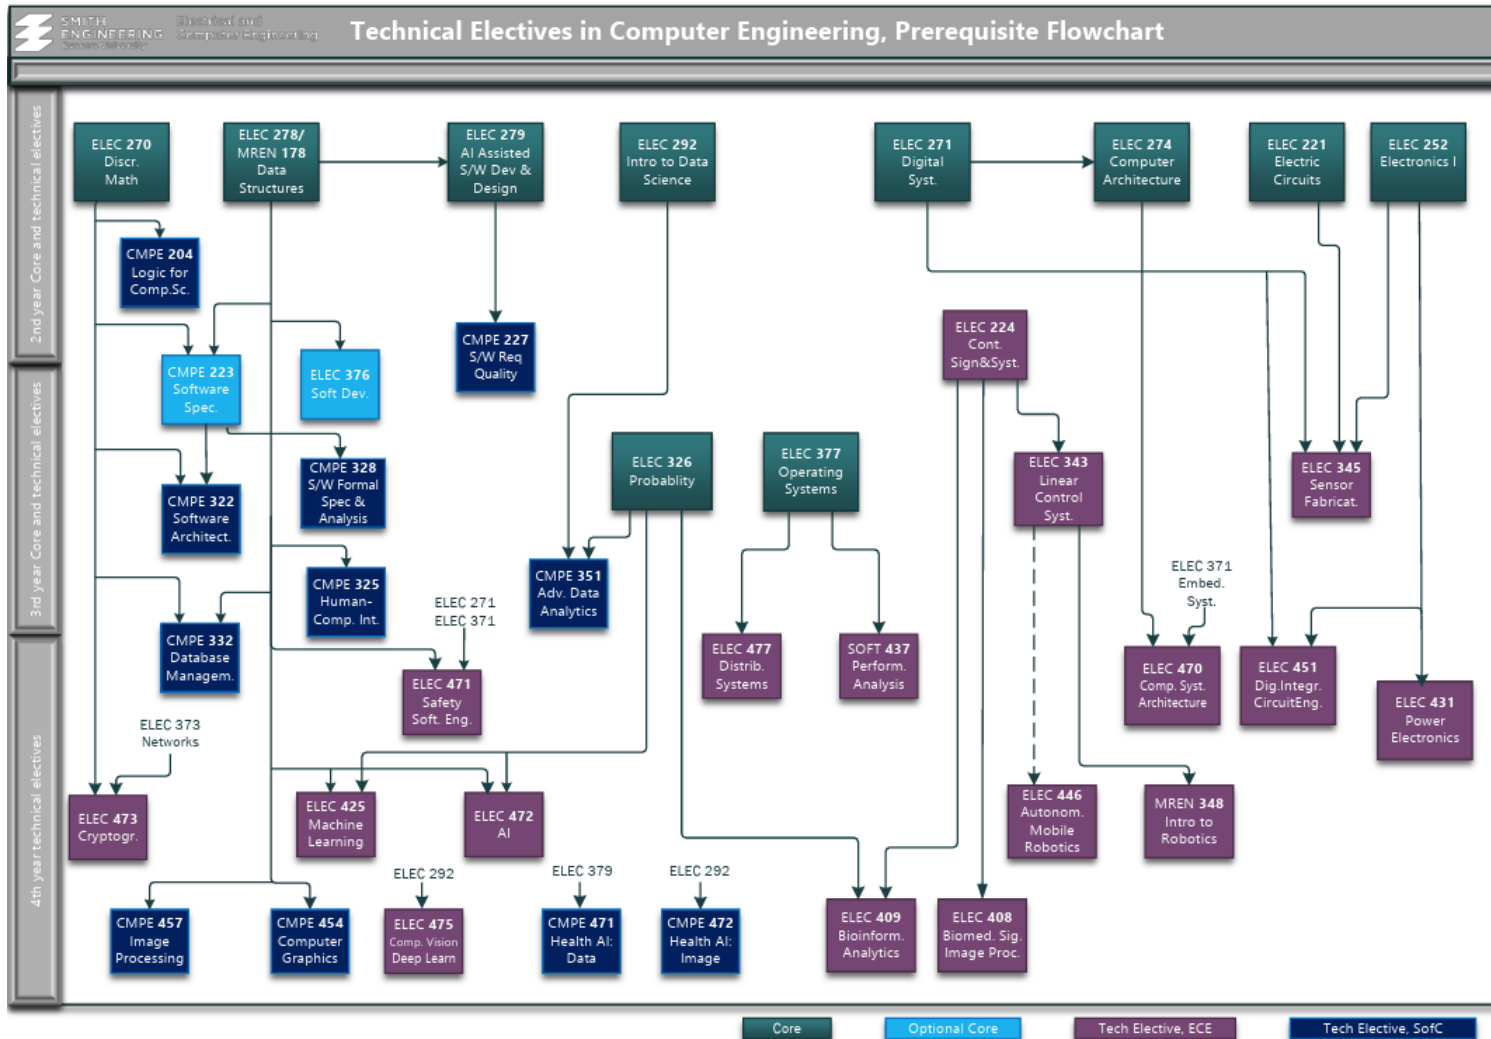 SMITH
ENGINEERING
Queen's University
Electrical and
Computer Engineering
Technical Electives in Computer Engineering, Prerequisite Flowchart
2nd year Core and technical electives
3rd year Core and technical electives
4th year technical electives
ELEC 270
Discr.
Math
ELEC 278/
MREN 178
Data
Structures
ELEC 279
AI Assisted
S/W Dev &
Design
ELEC 292
Intro to Data
Science
ELEC 271
Digital
Syst.
ELEC 274
Computer
Architecture
ELEC 221
Electric
Circuits
ELEC 252
Electronics I
CMPE 204
Logic for
Comp.Sc.
CMPE 223
Software
Spec.
ELEC 376
Soft Dev.
CMPE 227
S/W Req
Quality
ELEC 224
Cont.
Sign&Syst.
CMPE 322
Software
Architect.
CMPE 328
S/W Formal
Spec &
Analysis
ELEC 326
Probablity
ELEC 377
Operating
Systems
ELEC 343
Linear
Control
Syst.
ELEC 345
Sensor
Fabricat.
CMPE 325
Human-
Comp. Int.
CMPE 351
Adv. Data
Analytics
ELEC 371
Embed.
Syst.
ELEC 271
ELEC 371
CMPE 332
Database
Managem.
ELEC 471
Safety
Soft. Eng.
ELEC 477
Distrib.
Systems
SOFT 437
Perform.
Analysis
ELEC 470
Comp. Syst.
Architecture
ELEC 451
Dig.Integr.
CircuitEng.
ELEC 431
Power
Electronics
ELEC 373
Networks
ELEC 473
Cryptogr.
ELEC 425
Machine
Learning
ELEC 472
AI
ELEC 446
Autonom.
Mobile
Robotics
MREN 348
Intro to
Robotics
ELEC 292
ELEC 379
ELEC 292
CMPE 457
Image
Processing
CMPE 454
Computer
Graphics
ELEC 475
Comp. Vision
Deep Learn
CMPE 471
Health AI:
Data
CMPE 472
Health AI:
Image
ELEC 409
Bioinform.
Analytics
ELEC 408
Biomed. Sig.
Image Proc.
Core
Optional Core
Tech Elective, ECE
Tech Elective, SofC